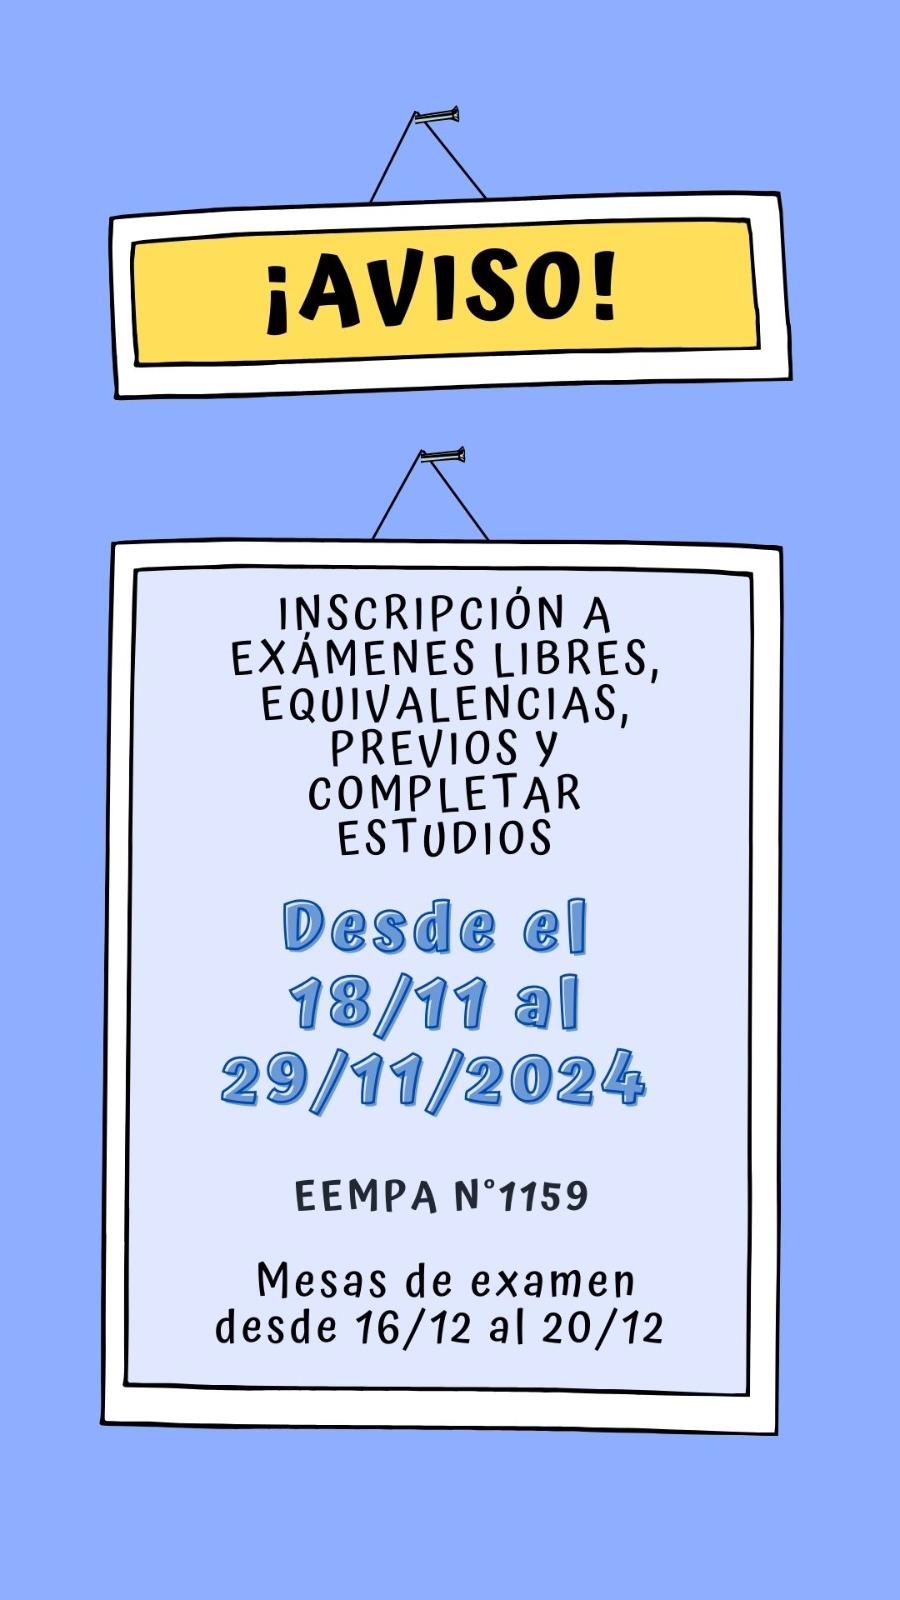 ¡AVISO!
INSCRIPCIÓN A
EXÁMENES LIBRES,
EQUIVALENCIAS,
PREVIOS Y
COMPLETAR
ESTUDIOS
Desde el
18/11 al
29/11/2024
EEMPA N°1159
Mesas de examen
desde 16/12 al 20/12